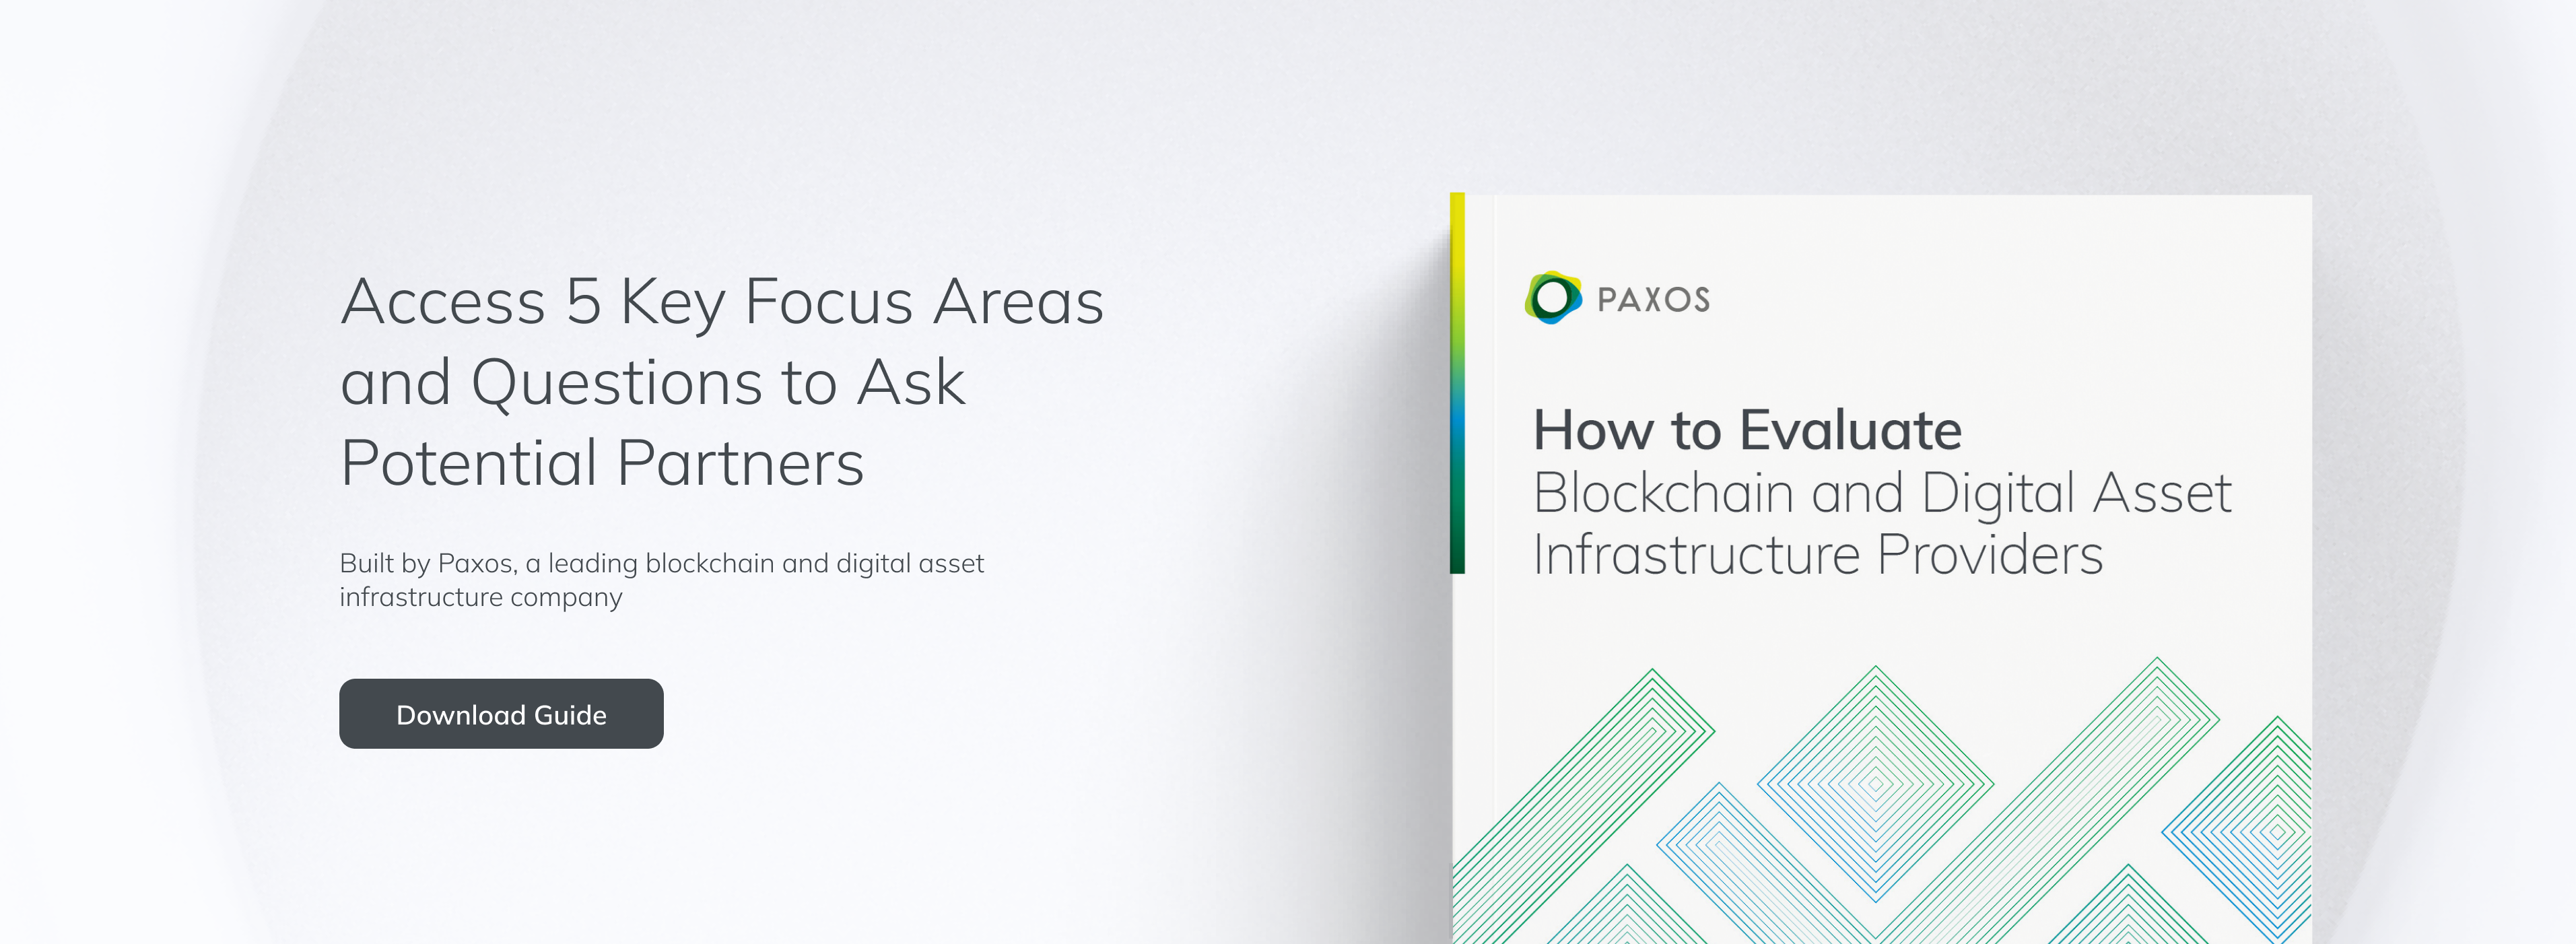 Access 5 Key Focus Areas
and Questions to Ask
Potential Partners
Built by Paxos, a leading blockchain and digital asset
infrastructure company
Download Guide
PAXOS
How to Evaluate
Blockchain and Digital Asset
Infrastructure Providers